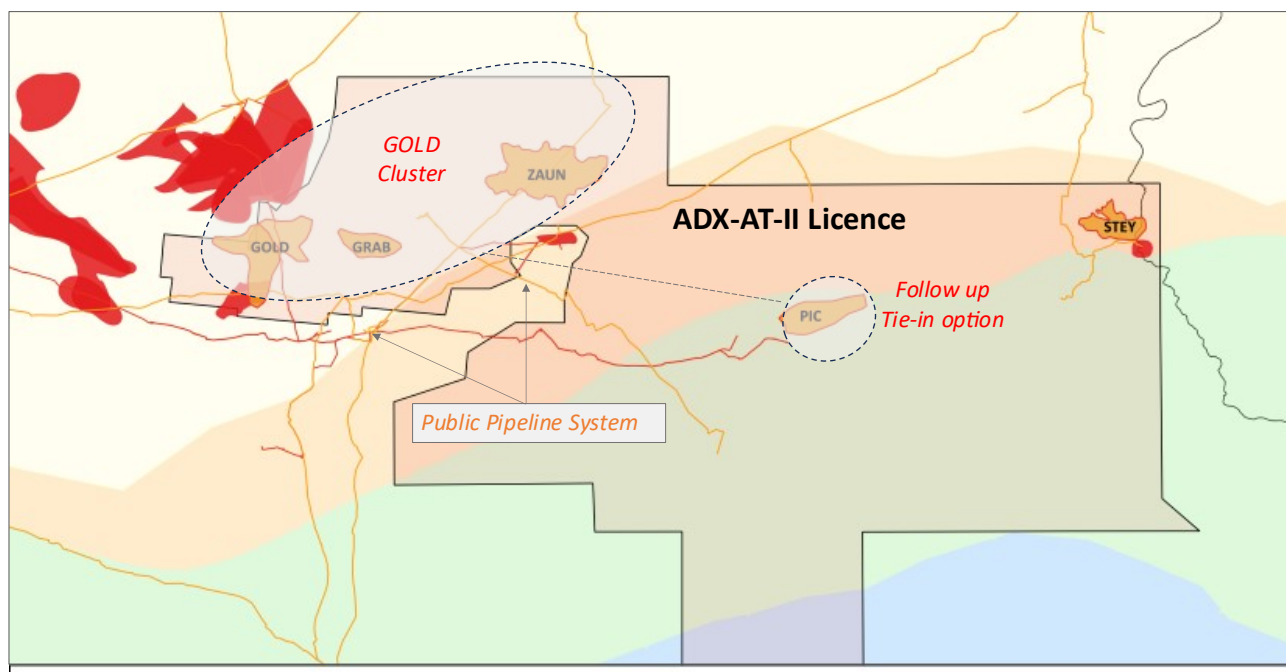 GOLD
Cluster
ZAUN
ADX-AT-II Licence
STEY
GOLD
GRAB
Follow up
Tie-in option
PIC
Public Pipeline System